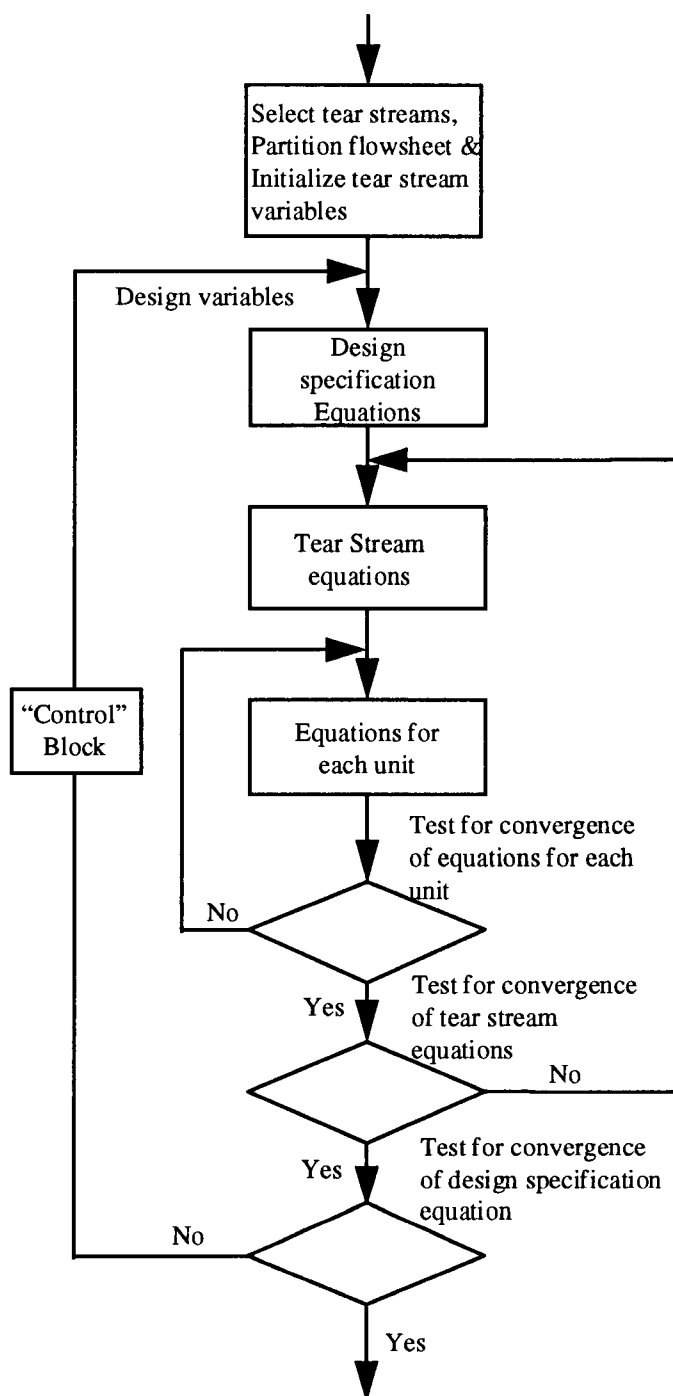 Select tear streams,
Partition flowsheet &
Initialize tear stream
variables
Design variables
Design
specification
Equations
Tear Stream
equations
“Control”
Block
Equations for
each unit
Test for convergence
of equations for each
unit
No
Yes
Test for convergence
of tear stream
equations
No
Yes
Test for convergence
of design specification
equation
No
Yes